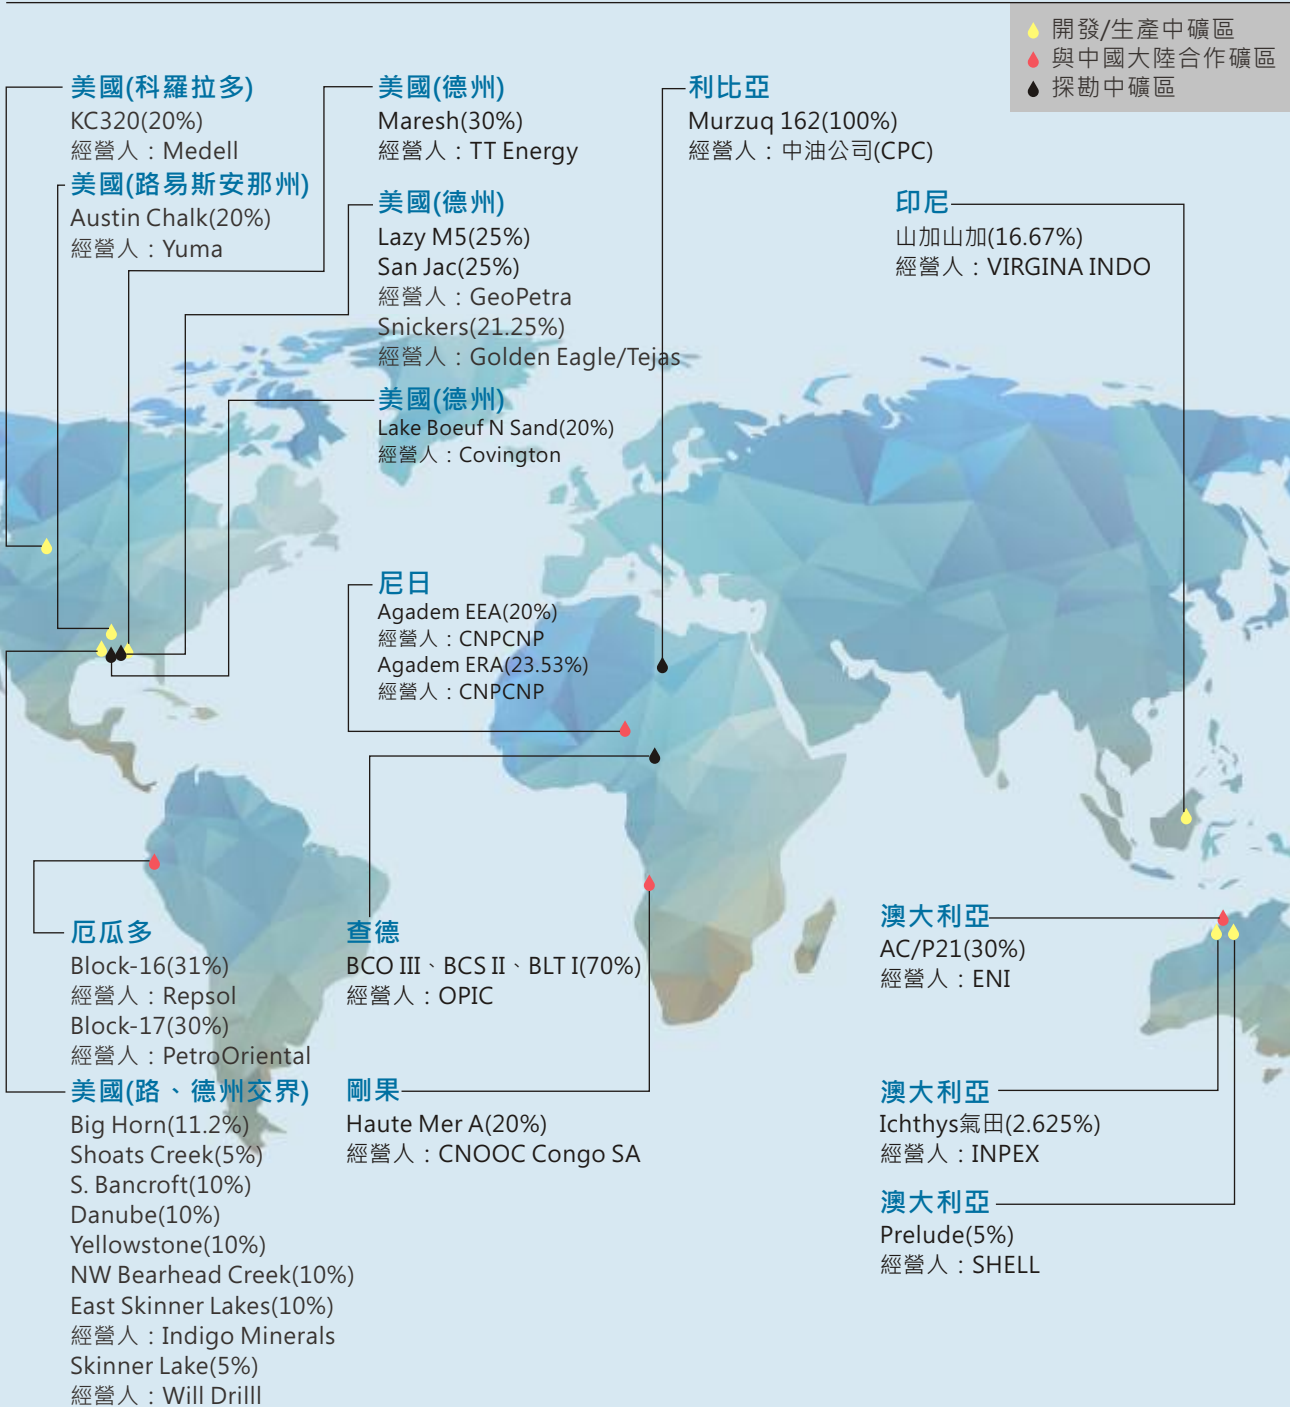 開發/生產中礦區
與中國大陸合作礦區
探勘中礦區
美國(科羅拉多)
KC320(20%)
經營人：Medell
美國(路易斯安那州)
Austin Chalk(20%)
經營人：Yuma
美國(德州)
Maresh(30%)
經營人：TT Energy
美國(德州)
Lazy M5(25%)
San Jac(25%)
經營人：GeoPetra
Snickers(21.25%)
經營人：Golden Eagle/Tejas
美國(德州)
Lake Boeuf N Sand(20%)
經營人：Covington
利比亞
Murzuq 162(100%)
經營人：中油公司(CPC)
印尼
山加山加(16.67%)
經營人：VIRGINA INDO
尼日
Agadem EEA(20%)
經營人：CNPCNP
Agadem ERA(23.53%)
經營人：CNPCNP
厄瓜多
Block-16(31%)
經營人：Repsol
Block-17(30%)
經營人：PetroOriental
美國(路、德州交界)
Big Horn(11.2%)
Shoats Creek(5%)
S. Bancroft(10%)
Danube(10%)
Yellowstone(10%)
NW Bearhead Creek(10%)
East Skinner Lakes(10%)
經營人：Indigo Minerals
Skinner Lake(5%)
經營人：Will Drilll
查德
BCO III、BCS II、BLT I(70%)
經營人：OPIC
剛果
Haute Mer A(20%)
經營人：CNOOC Congo SA
澳大利亞
AC/P21(30%)
經營人：ENI
澳大利亞
Ichthys氣田(2.625%)
經營人：INPEX
澳大利亞
Prelude(5%)
經營人：SHELL